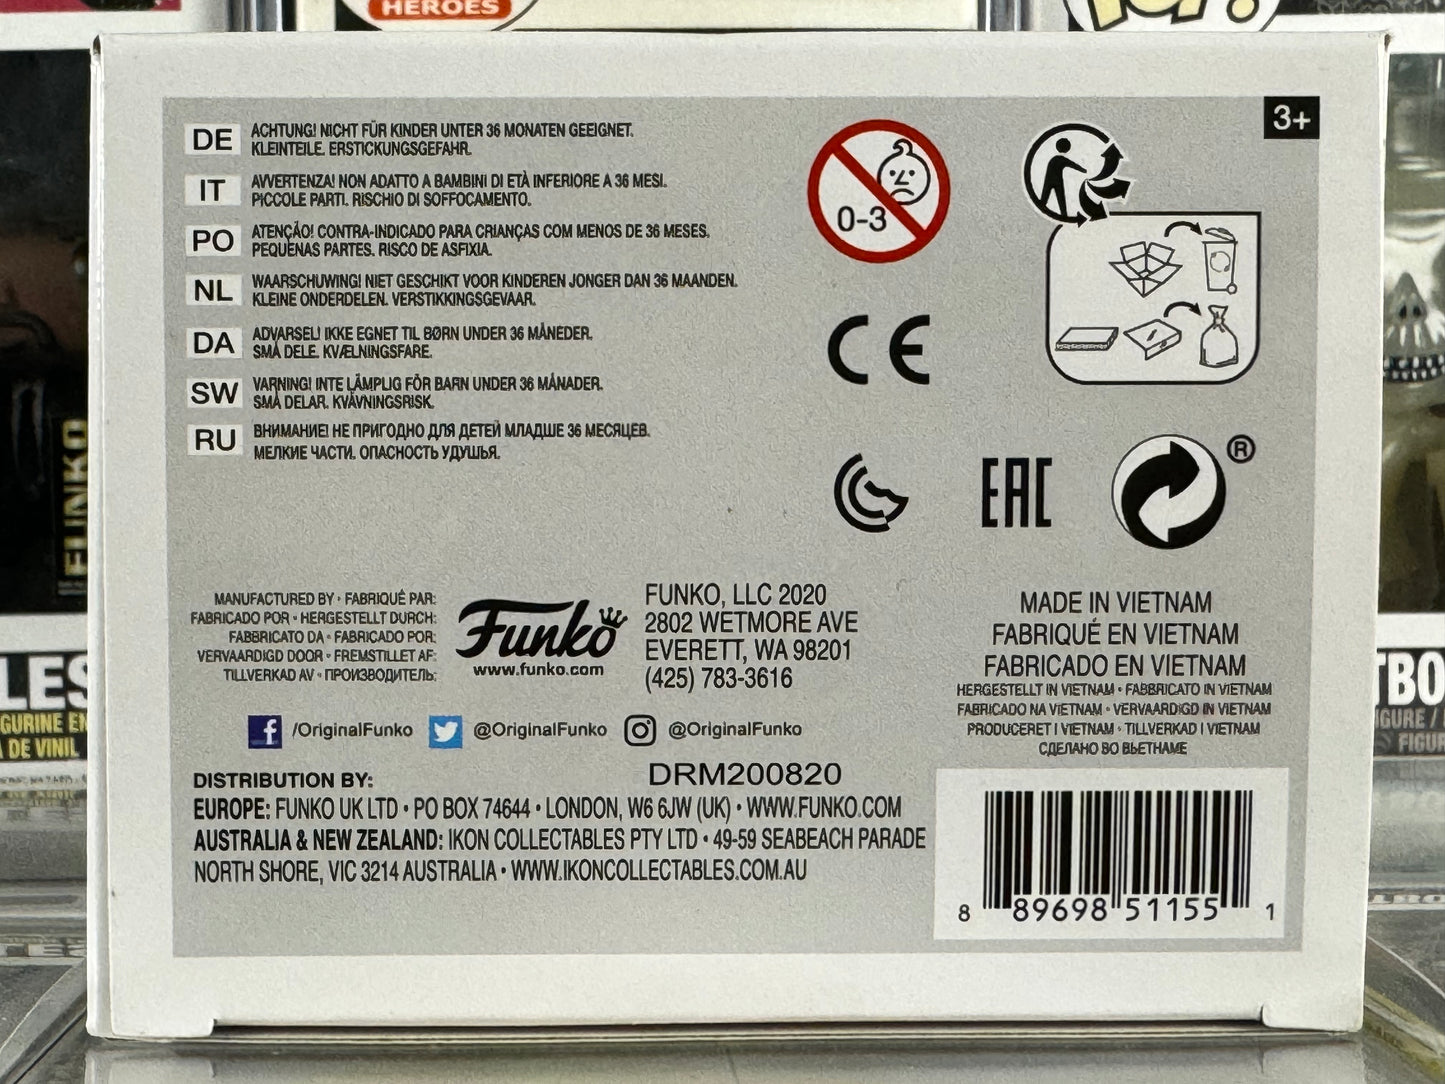 HEROES
3+
DE ACHTUNG! NICHT FÜR KINDER UNTER 36 MONATEN GEEIGNET.
KLEINTEILE. ERSTICKUNGSGEFAHR.
IT AVVERTENZA! NON ADATTO A BAMBINI DI ETÀ INFERIORE A 36 MESI.
PICCOLE PARTI. RISCHIO DI SOFFOCAMENTO.
PO ATENÇÃO! CONTRA-INDICADO PARA CRIANÇAS COM MENOS DE 36 MESES.
PEQUENAS PARTES. RISCO DE ASFIXIA.
NL WAARSCHUWING! NIET GESCHIKT VOOR KINDEREN JONGER DAN 36 MAANDEN.
KLEINE ONDERDELEN. VERSTIKKINGSGEVAAR.
DA ADVARSEL! IKKE EGNET TIL BØRN UNDER 36 MÅNEDER.
SMÅ DELE. KVÆLNINGSFARE.
SW VARNING! INTE LÄMPLIG FÖR BARN UNDER 36 MÅNADER.
SMÅ DELAR. KVÄVNINGSRISK.
RU ВНИМАНИЕ! НЕ ПРИГОДНО ДЛЯ ДЕТЕЙ МЛАДШЕ 36 МЕСЯЦЕВ.
МЕЛКИЕ ЧАСТИ. ОПАСНОСТЬ УДУШЬЯ.
0-3
CE
EAC
®
MANUFACTURED BY • FABRIQUÉ PAR:
FABRICADO POR • HERGESTELLT DURCH:
FABBRICATO DA • FABRICADO POR:
VERVAARDIGD DOOR • FREMSTILLET AF:
TILLVERKAD AV • ПРОИЗВОДИТЕЛЬ:
Funko
www.funko.com
FUNKO, LLC 2020
2802 WETMORE AVE
EVERETT, WA 98201
(425) 783-3616
MADE IN VIETNAM
FABRIQUÉ EN VIETNAM
FABRICADO EN VIETNAM
HERGESTELLT IN VIETNAM • FABBRICATO IN VIETNAM
FABRICADO NA VIETNAM • VERVAARDIGD IN VIETNAM
PRODUCERET I VIETNAM • TILLVERKAD I VIETNAM
СДЕЛАНО ВО ВЬЕТНАМЕ
f /OriginalFunko @OriginalFunko @OriginalFunko
DISTRIBUTION BY: DRM200820
EUROPE: FUNKO UK LTD • PO BOX 74644 • LONDON, W6 6JW (UK) • WWW.FUNKO.COM
AUSTRALIA & NEW ZEALAND: IKON COLLECTABLES PTY LTD • 49-59 SEABEACH PARADE
NORTH SHORE, VIC 3214 AUSTRALIA • WWW.IKONCOLLECTABLES.COM.AU
8 89698 51155 1
FUNKO
DE VINIL